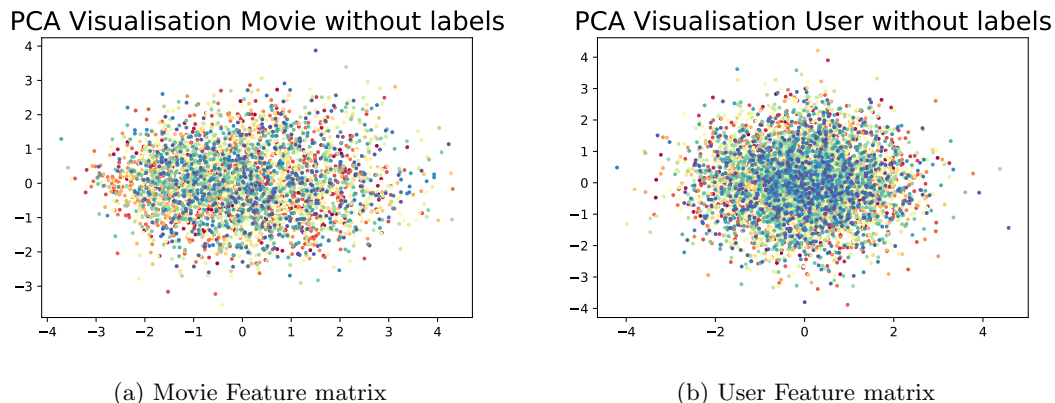 PCA Visualisation Movie without labels
4
3
2
1
0
−1
−2
−3
−4 −3 −2 −1 0 1 2 3 4
(a) Movie Feature matrix
PCA Visualisation User without labels
4
3
2
1
0
−1
−2
−3
−4
−4 −2 0 2 4
(b) User Feature matrix